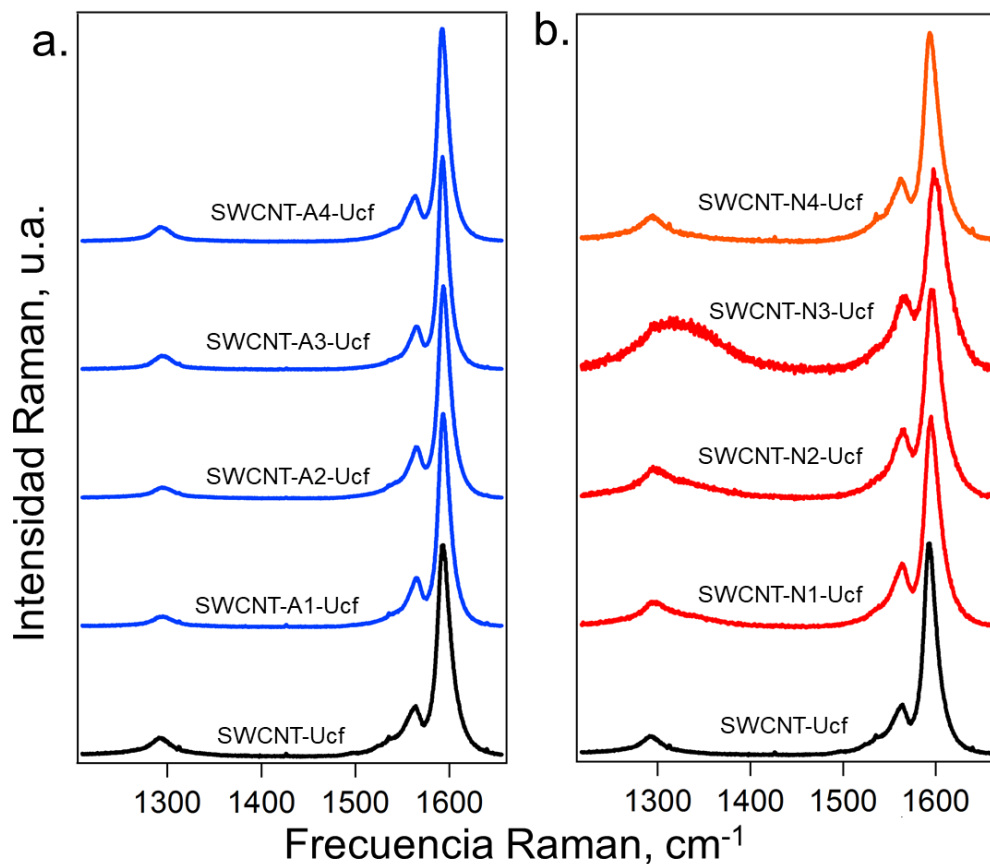 a.
b.
Intensidad Raman, u.a.
SWCNT-A4-Ucf
SWCNT-A3-Ucf
SWCNT-A2-Ucf
SWCNT-A1-Ucf
SWCNT-Ucf
SWCNT-N4-Ucf
SWCNT-N3-Ucf
SWCNT-N2-Ucf
SWCNT-N1-Ucf
SWCNT-Ucf
1300 1400 1500 1600
1300 1400 1500 1600
Frecuencia Raman, cm-1